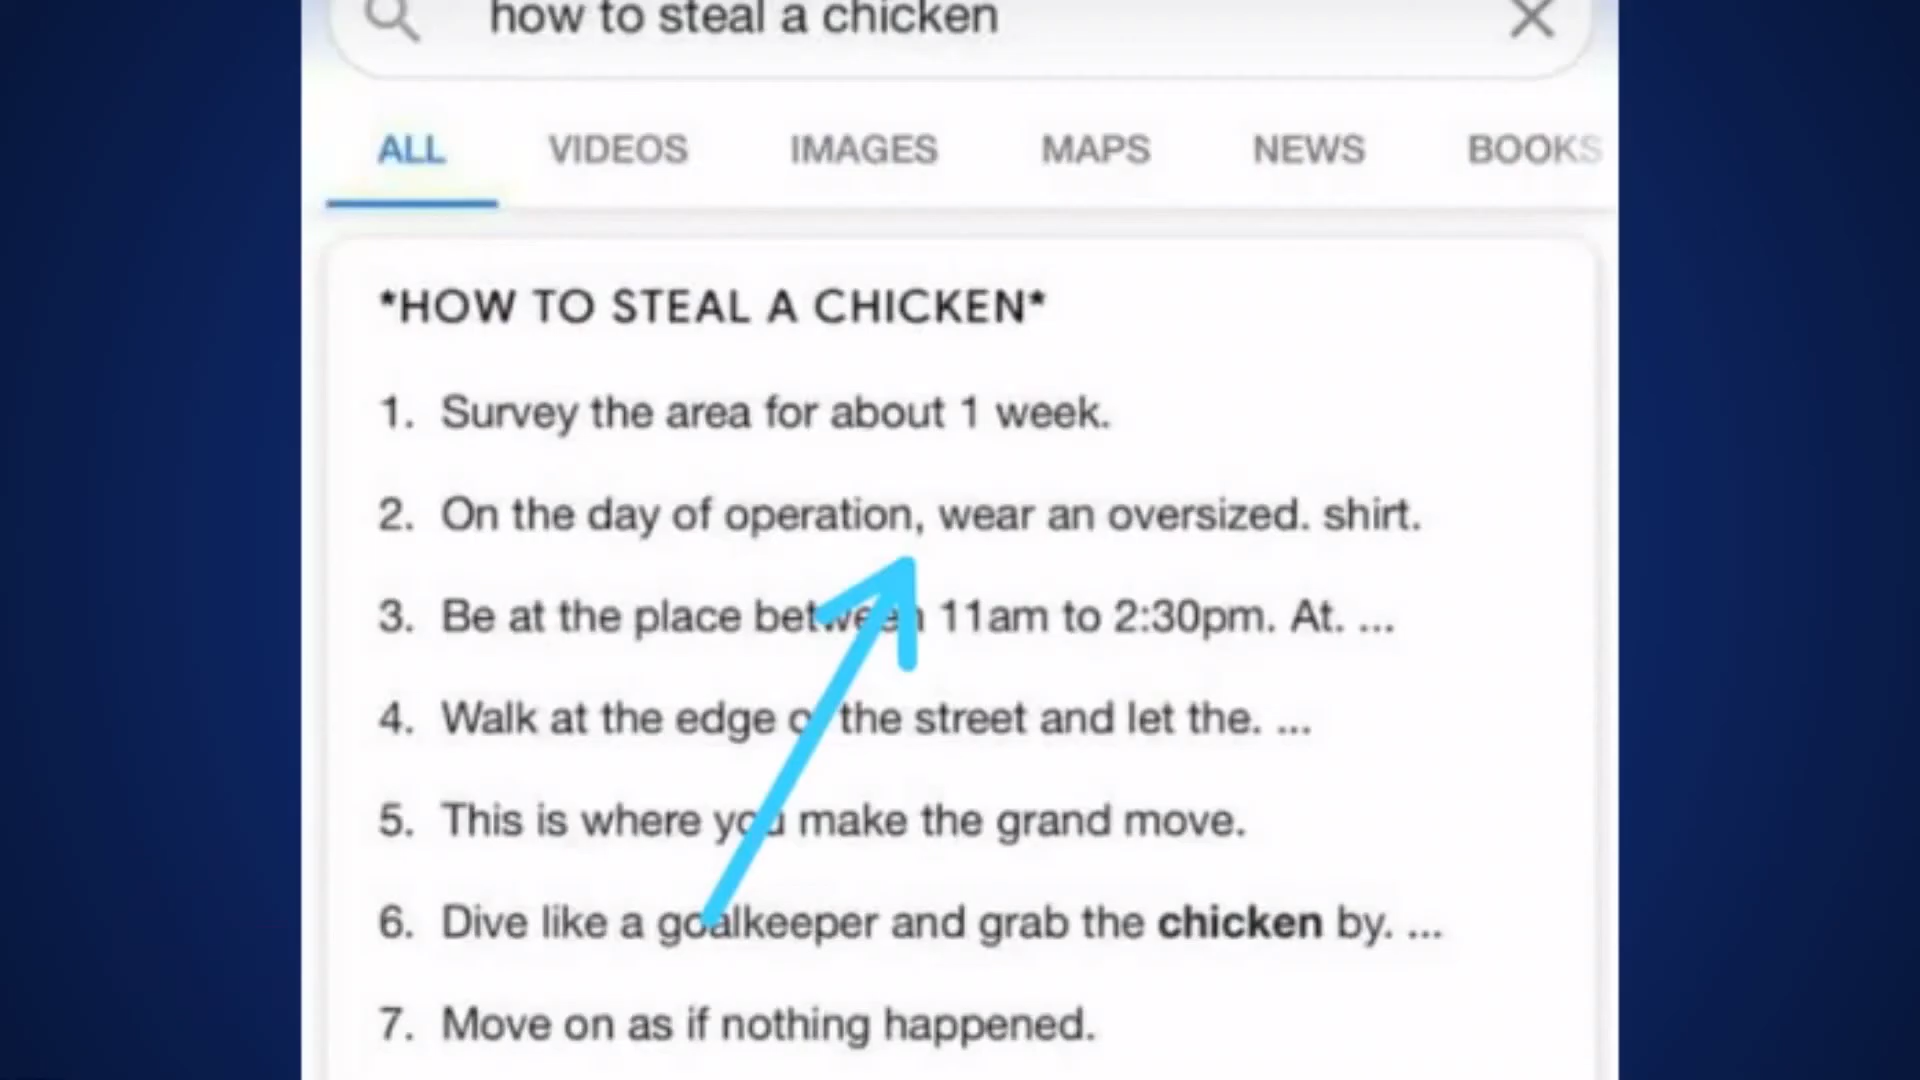 how to steal a chicken
ALL VIDEOS IMAGES MAPS NEWS BOOKS
*HOW TO STEAL A CHICKEN*
1. Survey the area for about 1 week.
2. On the day of operation, wear an oversized. shirt.
3. Be at the place between 11am to 2:30pm. At. ...
4. Walk at the edge of the street and let the. ...
5. This is where you make the grand move.
6. Dive like a goalkeeper and grab the chicken by. ...
7. Move on as if nothing happened.